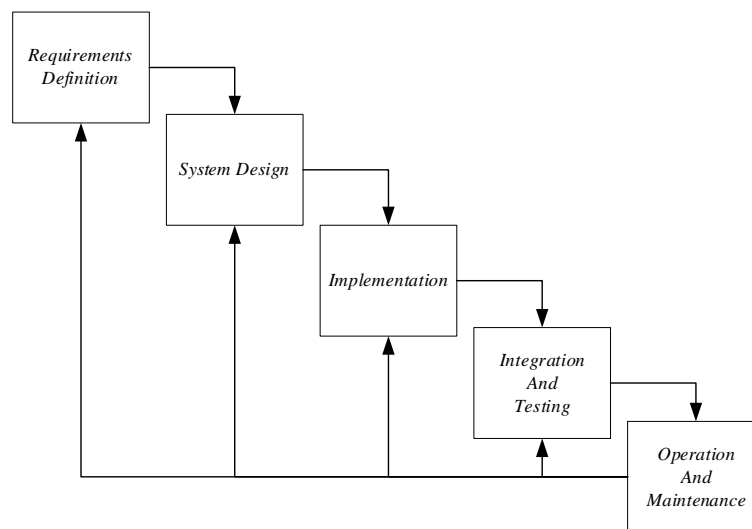 Requirements
Definition
System Design
Implementation
Integration
And
Testing
Operation
And
Maintenance